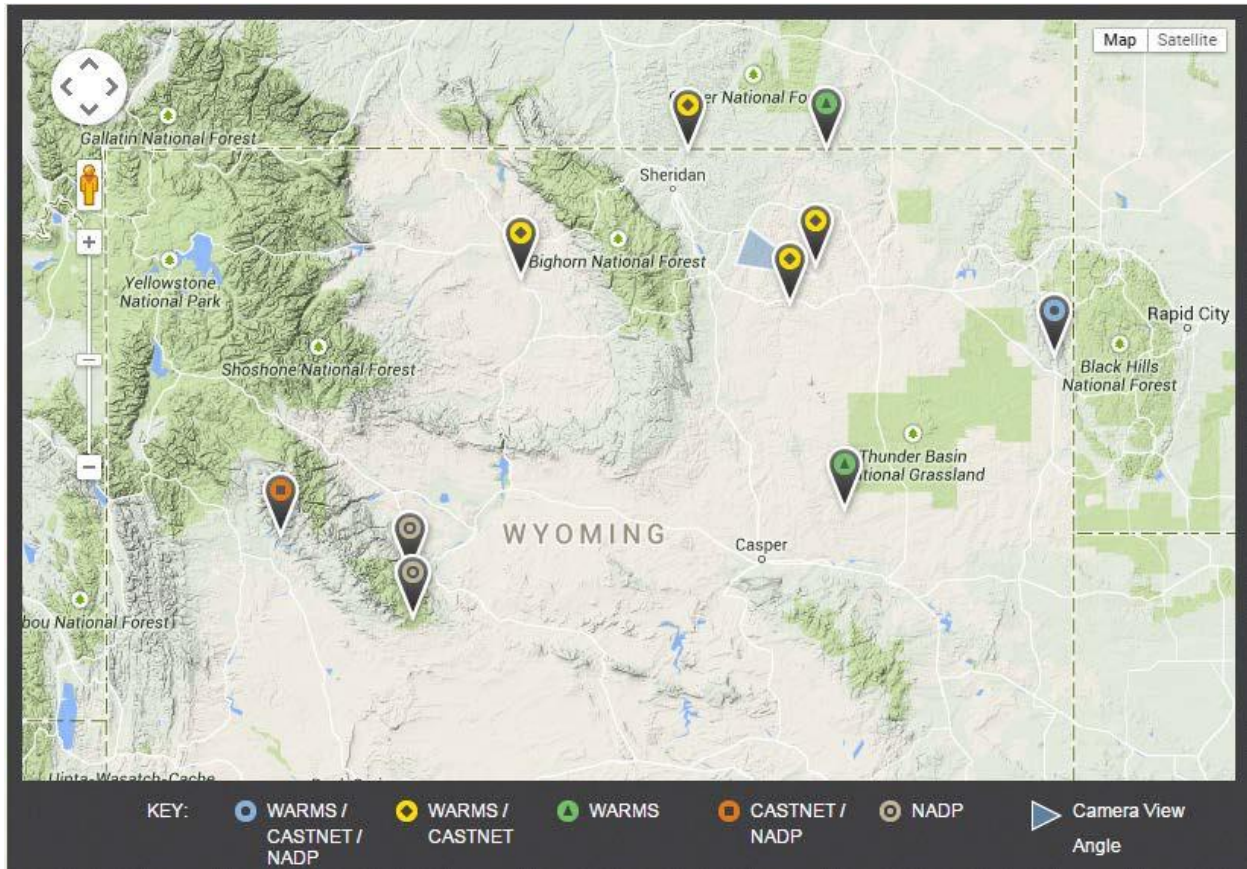 Map
Satellite
er National Fo
Gallatin National Forest
Sheridan
Bighorn National Forest
Yellowstone
National Park
Rapid City
Shoshone National Forest
Black Hills
National Forest
Thunder Basin
tional Grassland
WYOMING
Casper
bou National Forest
Uinta-Wasatch-Cache
KEY:
WARMS /
CASTNET /
NADP
WARMS /
CASTNET
WARMS
CASTNET /
NADP
NADP
Camera View
Angle